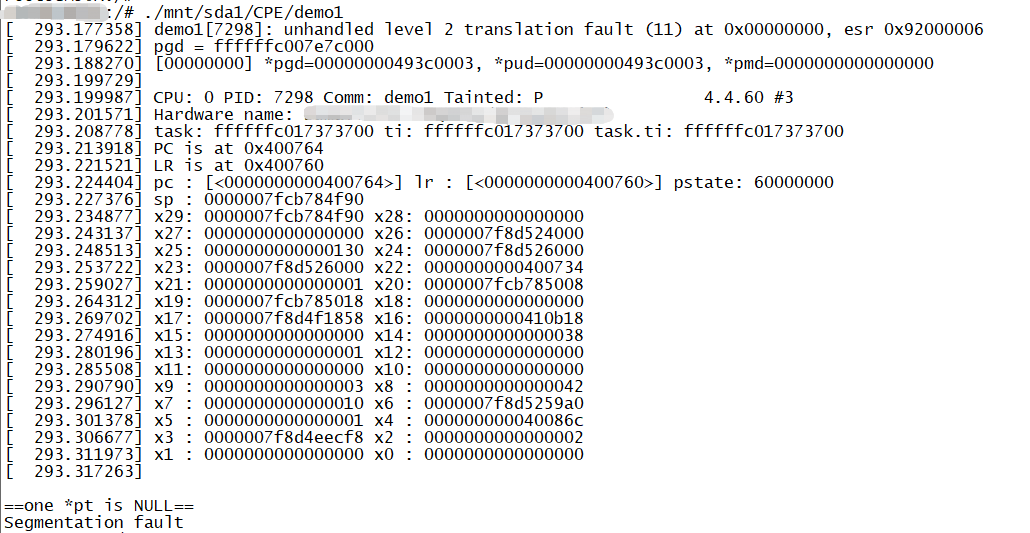 :/# ./mnt/sda1/CPE/demo1
[  293.177358] demo1[7298]: unhandled level 2 translation fault (11) at 0x00000000, esr 0x92000006
[  293.179622] pgd = ffffffc007e7c000
[  293.188270] [00000000] *pgd=00000000493c0003, *pud=00000000493c0003, *pmd=0000000000000000
[  293.199729]
[  293.199987] CPU: 0 PID: 7298 Comm: demo1 Tainted: P                4.4.60 #3
[  293.201571] Hardware name:
[  293.208778] task: ffffffc017373700 ti: ffffffc017373700 task.ti: ffffffc017373700
[  293.213918] PC is at 0x400764
[  293.221521] LR is at 0x400760
[  293.224404] pc : [<0000000000400764>] lr : [<0000000000400760>] pstate: 60000000
[  293.227376] sp : 0000007fcb784f90
[  293.234877] x29: 0000007fcb784f90 x28: 0000000000000000
[  293.243137] x27: 0000000000000000 x26: 0000007f8d524000
[  293.248513] x25: 0000000000000130 x24: 0000007f8d526000
[  293.253722] x23: 0000007f8d526000 x22: 0000000000400734
[  293.259027] x21: 0000000000000001 x20: 0000007fcb785008
[  293.264312] x19: 0000007fcb785018 x18: 0000000000000000
[  293.269702] x17: 0000007f8d4f1858 x16: 0000000000410b18
[  293.274916] x15: 0000000000000000 x14: 0000000000000038
[  293.280196] x13: 0000000000000001 x12: 0000000000000000
[  293.285508] x11: 0000000000000000 x10: 0000000000000000
[  293.290790] x9 : 0000000000000003 x8 : 0000000000000042
[  293.296127] x7 : 0000000000000010 x6 : 0000007f8d5259a0
[  293.301378] x5 : 0000000000000001 x4 : 000000000040086c
[  293.306677] x3 : 0000007f8d4eecf8 x2 : 0000000000000002
[  293.311973] x1 : 0000000000000000 x0 : 0000000000000000
[  293.317263]
==one *pt is NULL==
Segmentation fault